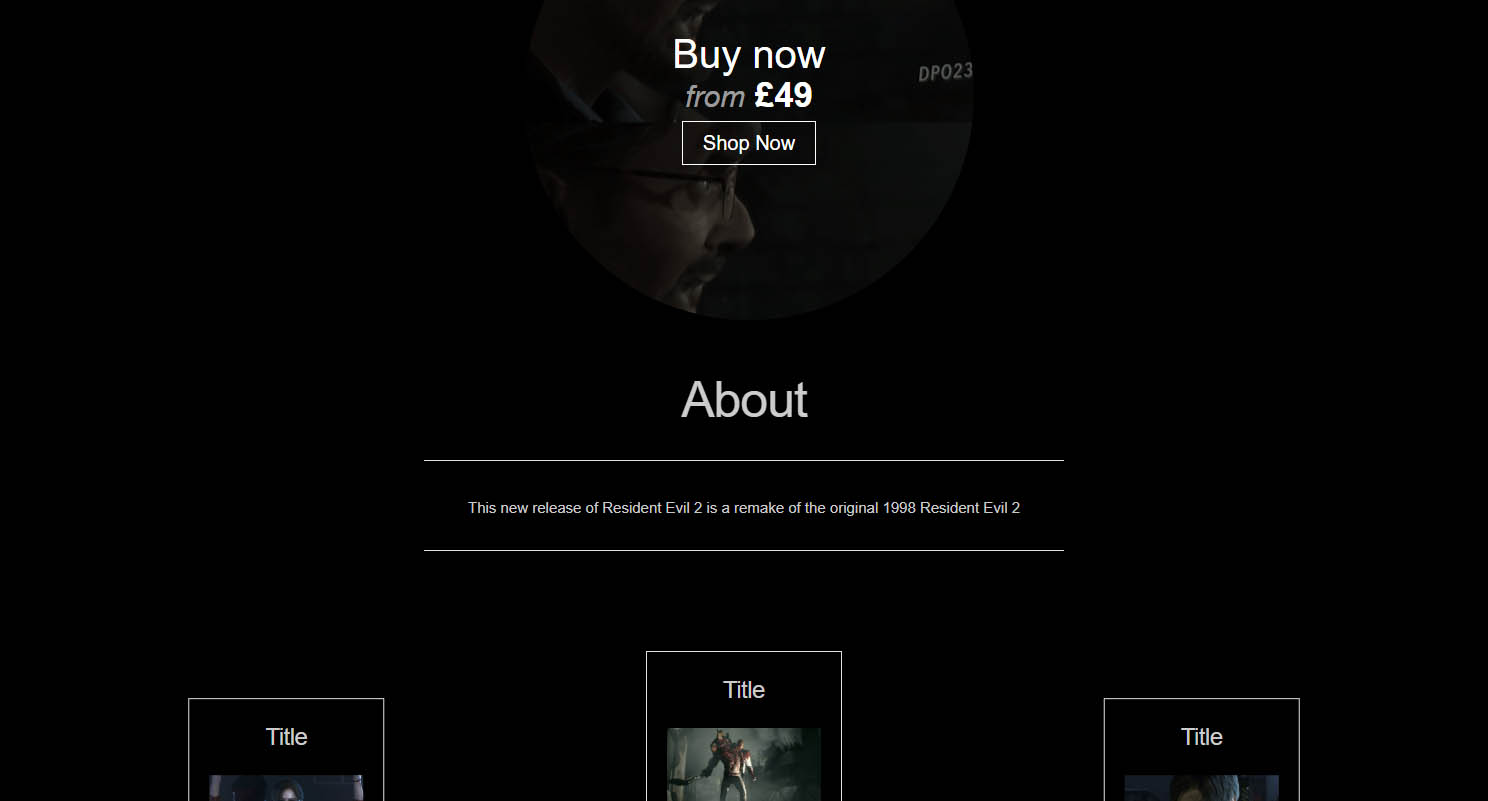 Buy now
from £49
DPO23
Shop Now
About
This new release of Resident Evil 2 is a remake of the original 1998 Resident Evil 2
Title
Title
Title